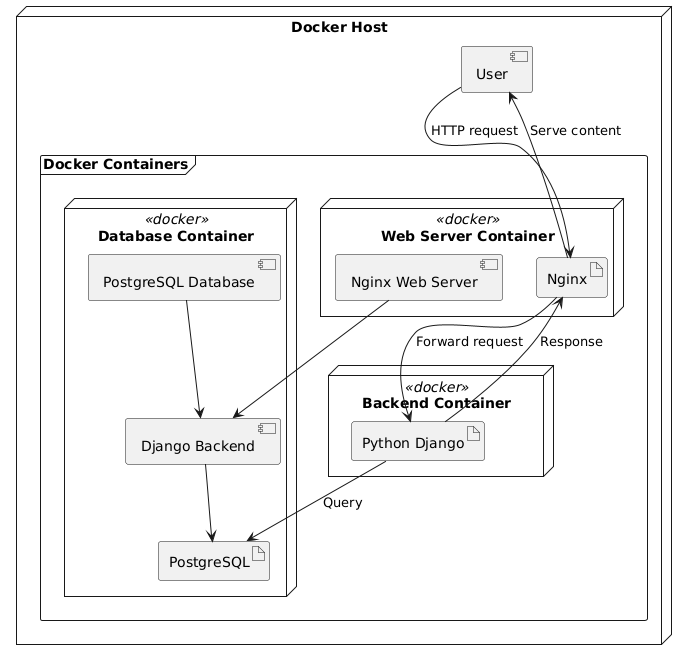 Docker Host
User
HTTP request
Serve content
Docker Containers
«docker»
Database Container
«docker»
Web Server Container
PostgreSQL Database
Nginx Web Server
Nginx
Forward request
Response
«docker»
Backend Container
Django Backend
Python Django
Query
PostgreSQL